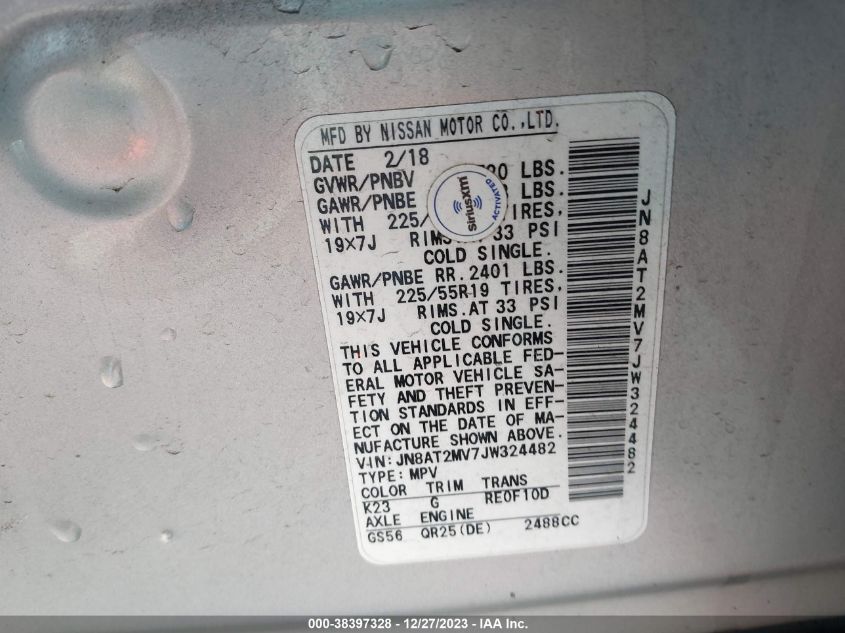 MFD BY NISSAN MOTOR CO.,LTD.
DATE 2/18
GVWR/PNBV LBS.
GAWR/PNBE LBS.
WITH 225/ TIRES,
19×7J RIMS AT 33 PSI
COLD SINGLE.
GAWR/PNBE RR. 2401 LBS.
WITH 225/55R19 TIRES,
19×7J RIMS.AT 33 PSI
COLD SINGLE.
THIS VEHICLE CONFORMS
TO ALL APPLICABLE FED-
ERAL MOTOR VEHICLE SA-
FETY AND THEFT PREVEN-
TION STANDARDS IN EFF-
ECT ON THE DATE OF MA-
NUFACTURE SHOWN ABOVE.
VIN: JN8AT2MV7JW324482
TYPE: MPV
COLOR TRIM TRANS
K23 G RE0F10D
AXLE ENGINE
GS56 QR25(DE) 2488CC
JN8AT2MV7JW324482
SiriusXM
ACTIVATED
000-38397328 - 12/27/2023 - IAA Inc.